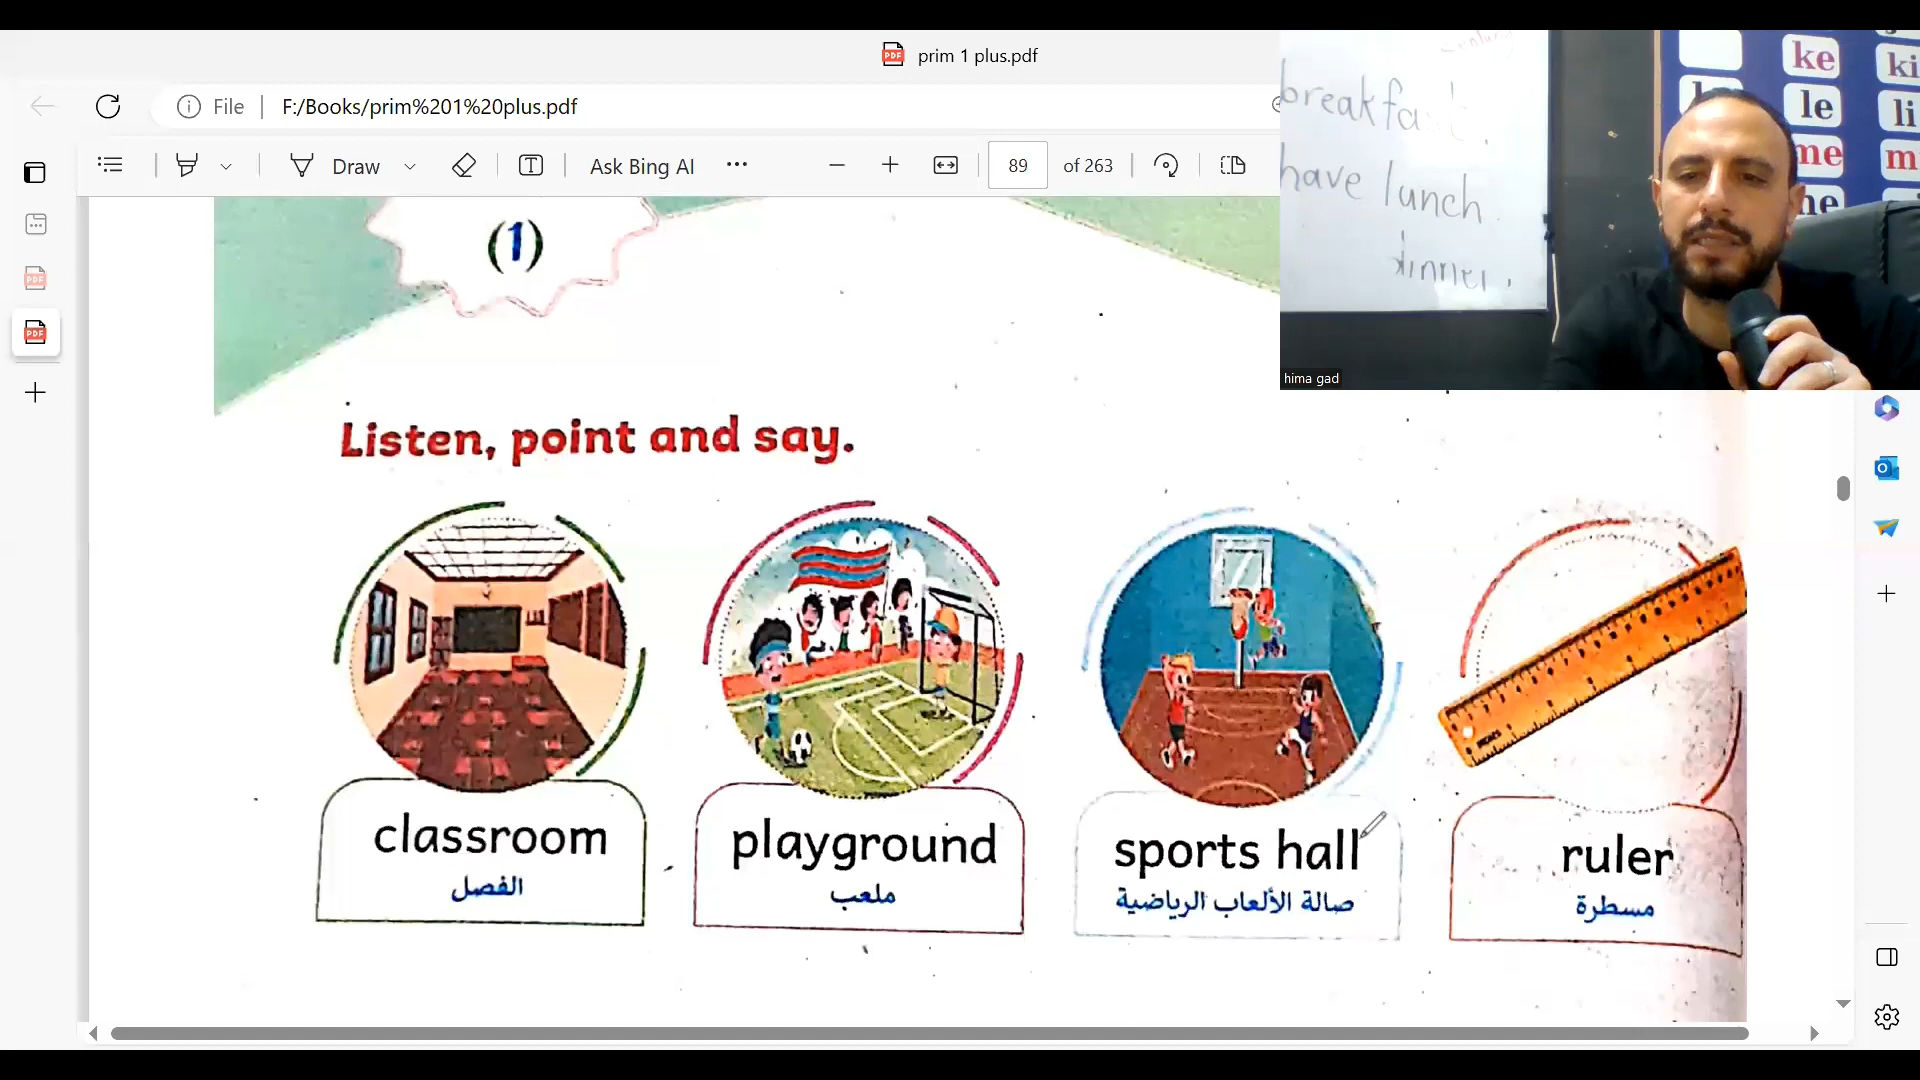 prim 1 plus.pdf
File
F:/Books/prim%201%20plus.pdf
Draw
Ask Bing AI
89 of 263
breakfast.
have lunch
dinner.
ke
ki
le
li
me
hima gad
(1)
Listen, point and say.
classroom
الفصل
playground
ملعب
sports hall
صالة الألعاب الرياضية
ruler
مسطرة